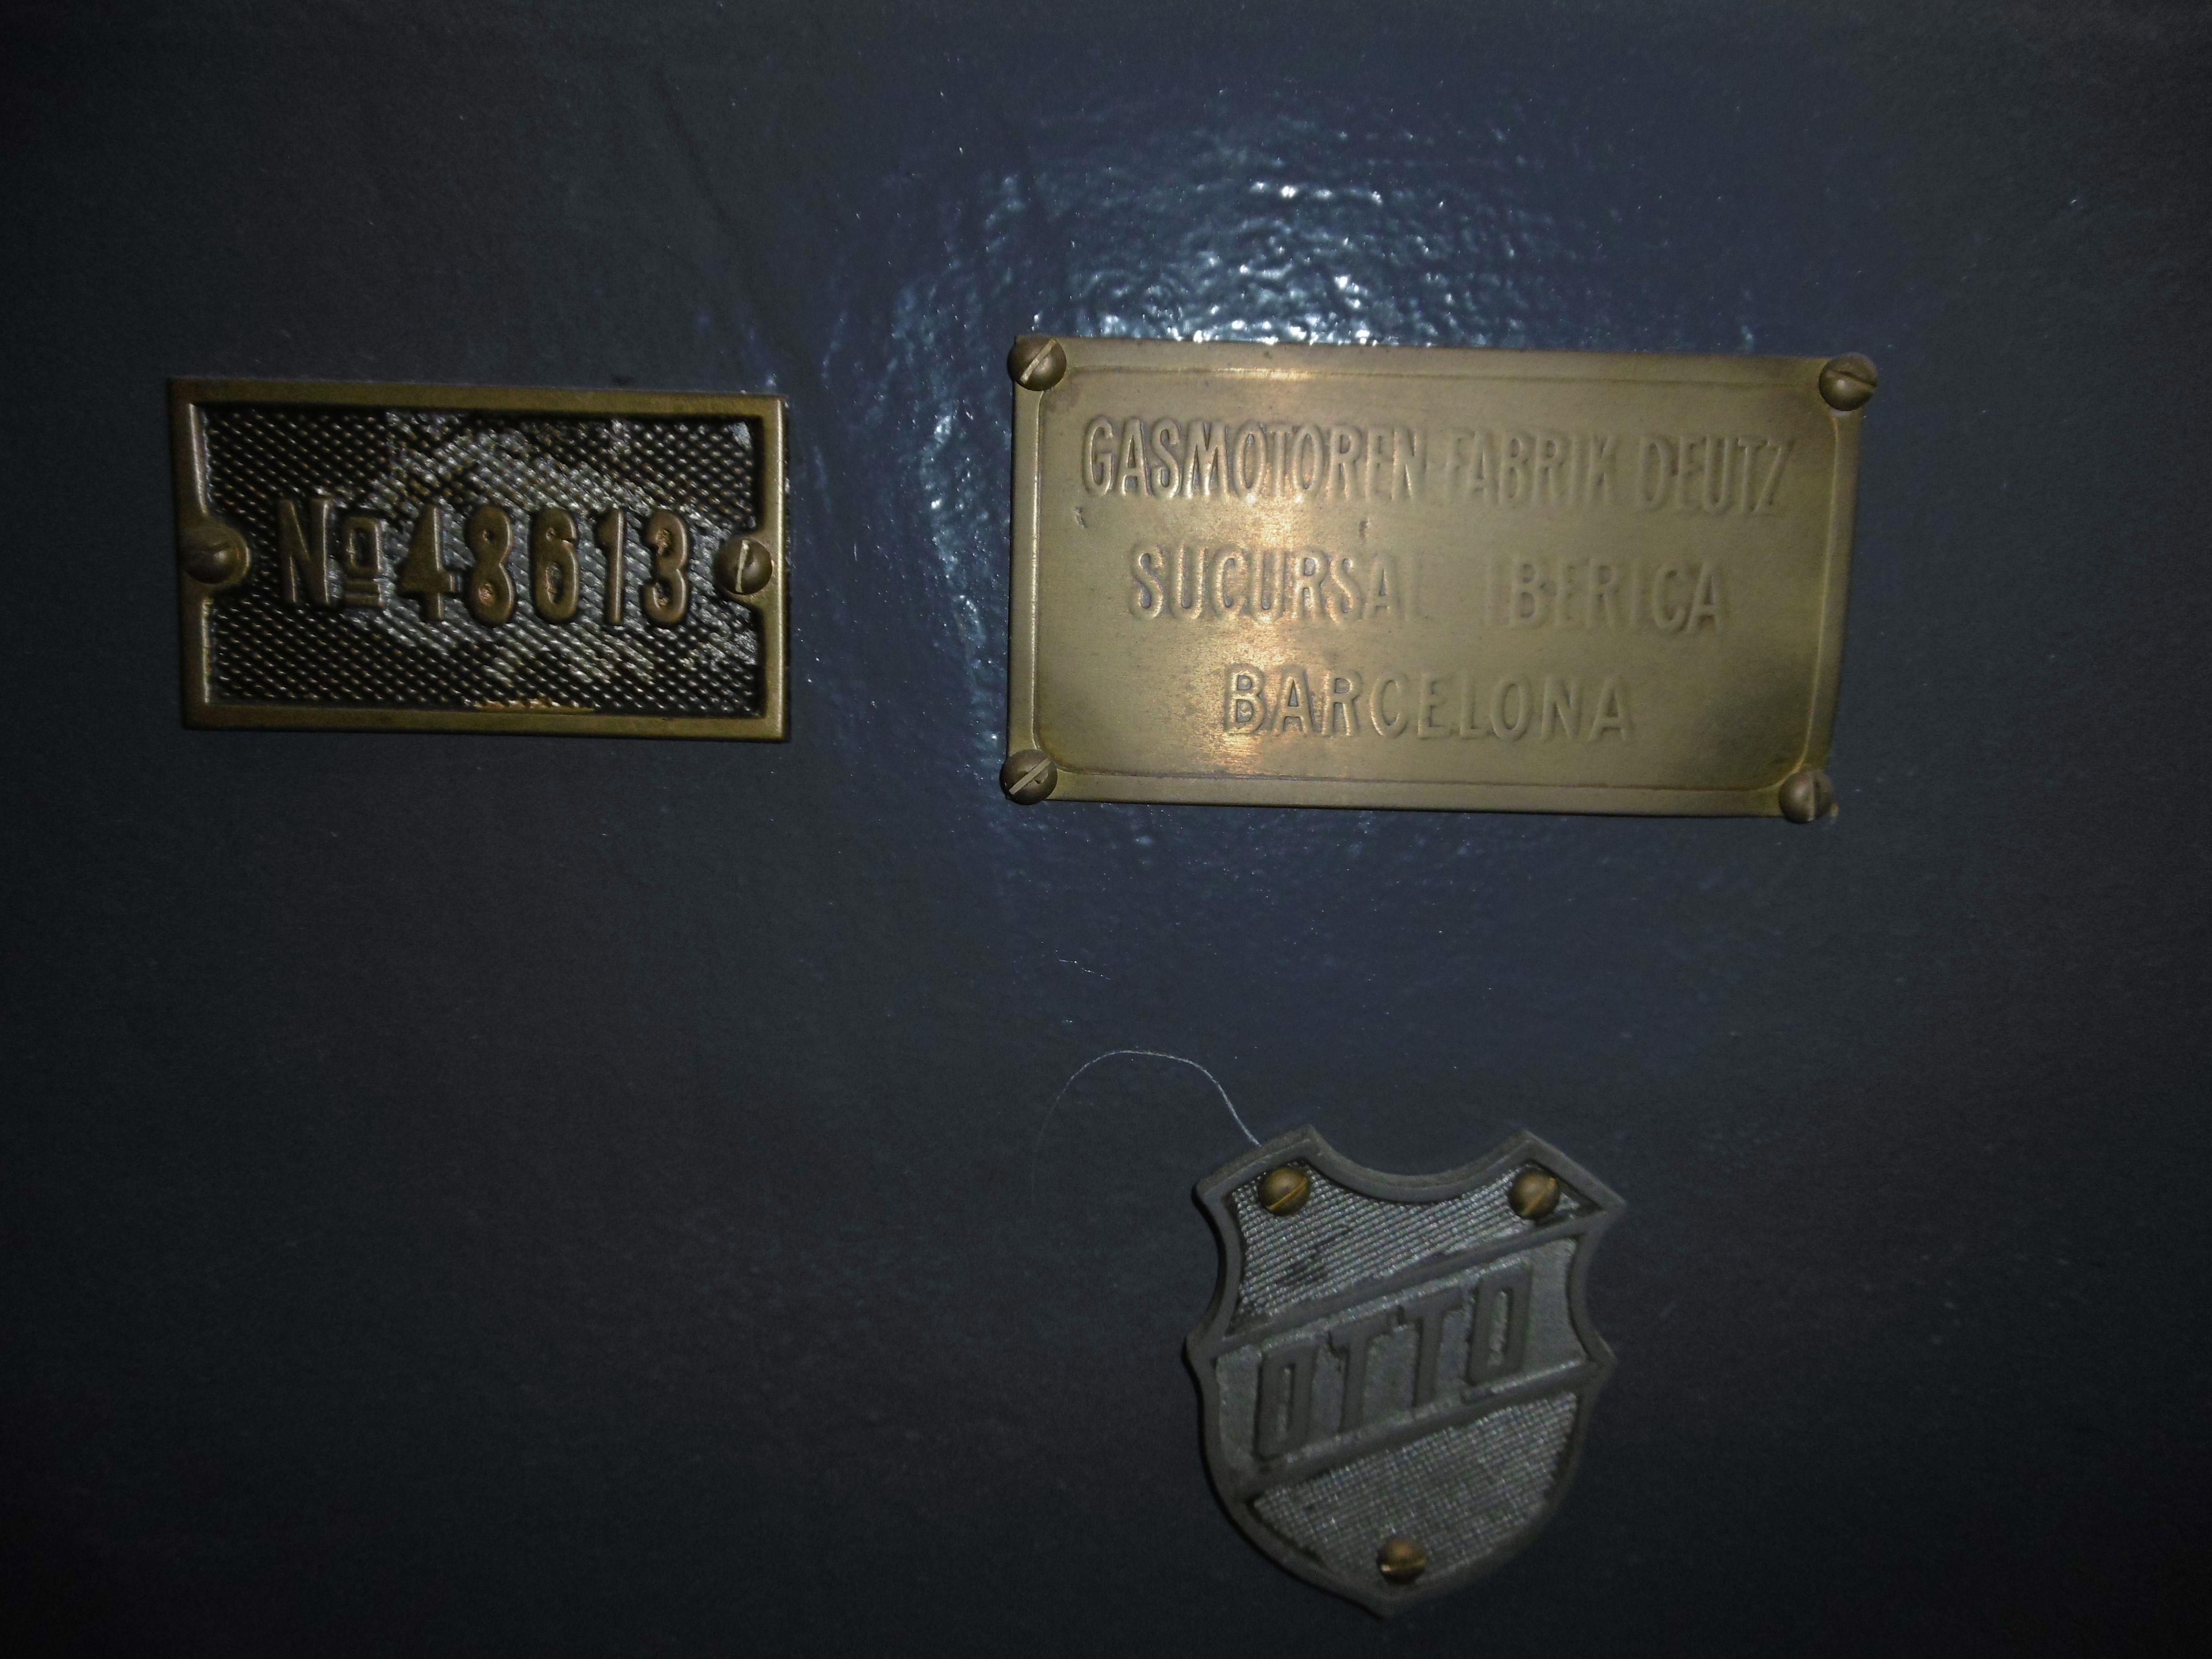 Nº 48613
GASMOTOREN-FABRIK DEUTZ
SUCURSAL IBERICA
BARCELONA
OTTO